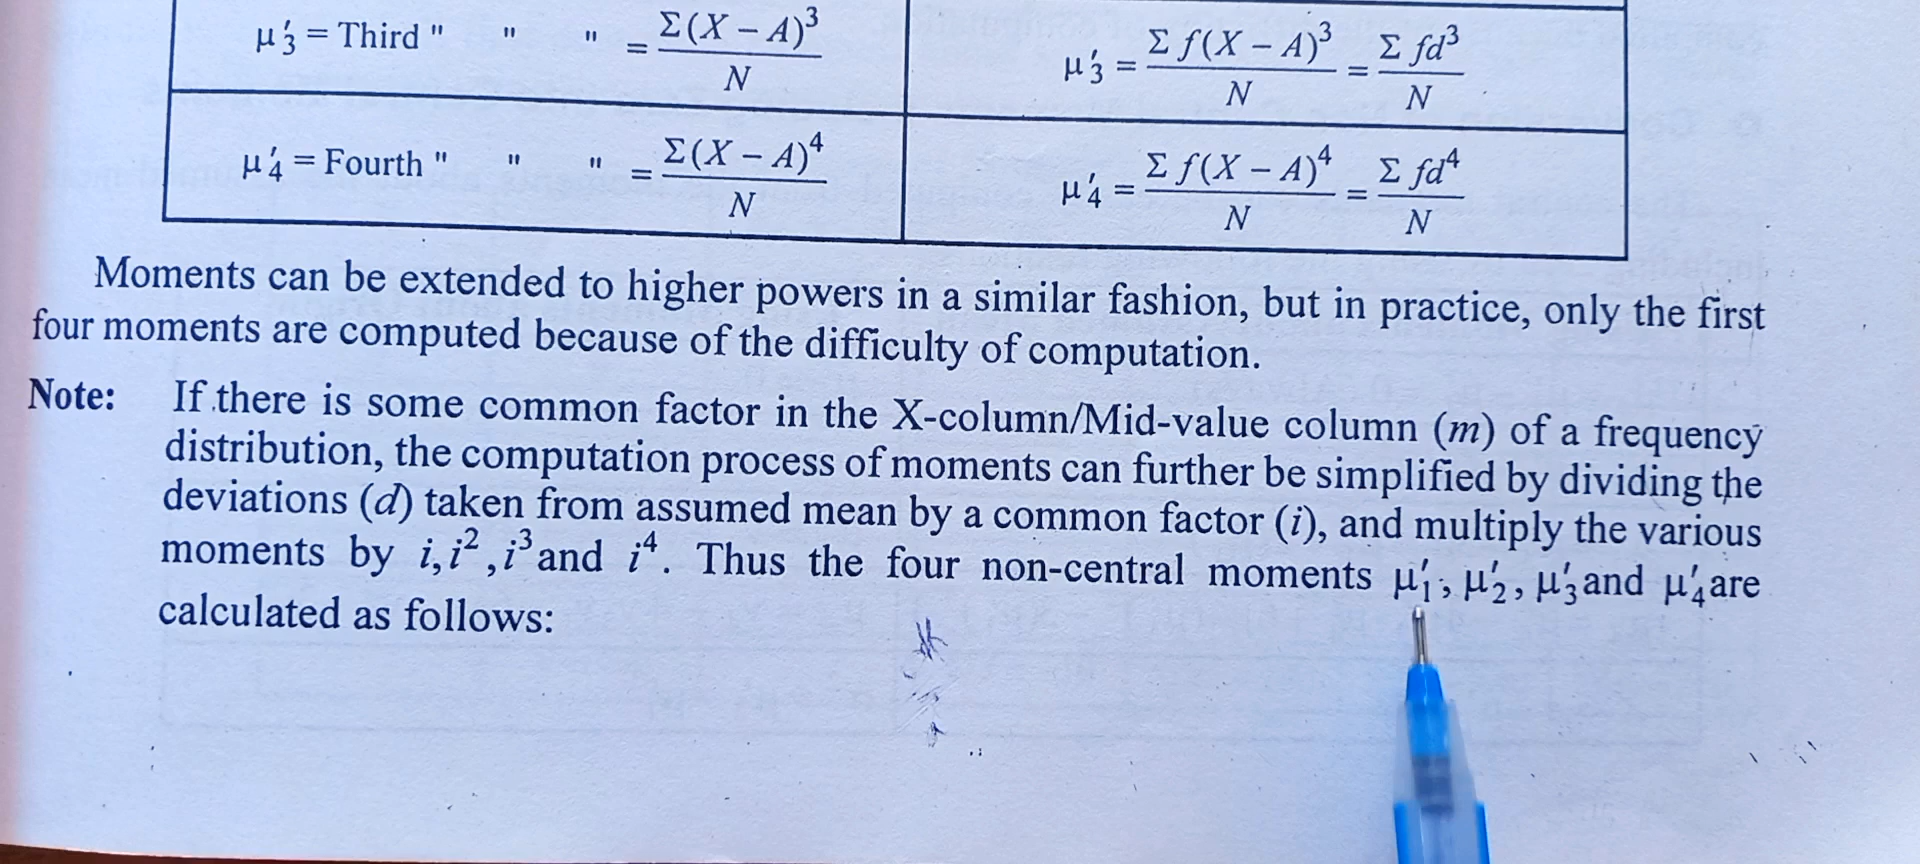 μ′₃ = Third " " " = Σ(X – A)³ / N
μ′₃ = Σ f(X – A)³ / N = Σ fd³ / N
μ′₄ = Fourth " " " = Σ(X – A)⁴ / N
μ′₄ = Σ f(X – A)⁴ / N = Σ fd⁴ / N
Moments can be extended to higher powers in a similar fashion, but in practice, only the first
four moments are computed because of the difficulty of computation.
Note: If there is some common factor in the X-column/Mid-value column (m) of a frequency
distribution, the computation process of moments can further be simplified by dividing the
deviations (d) taken from assumed mean by a common factor (i), and multiply the various
moments by i, i², i³ and i⁴. Thus the four non-central moments μ′₁, μ′₂, μ′₃ and μ′₄ are
calculated as follows: